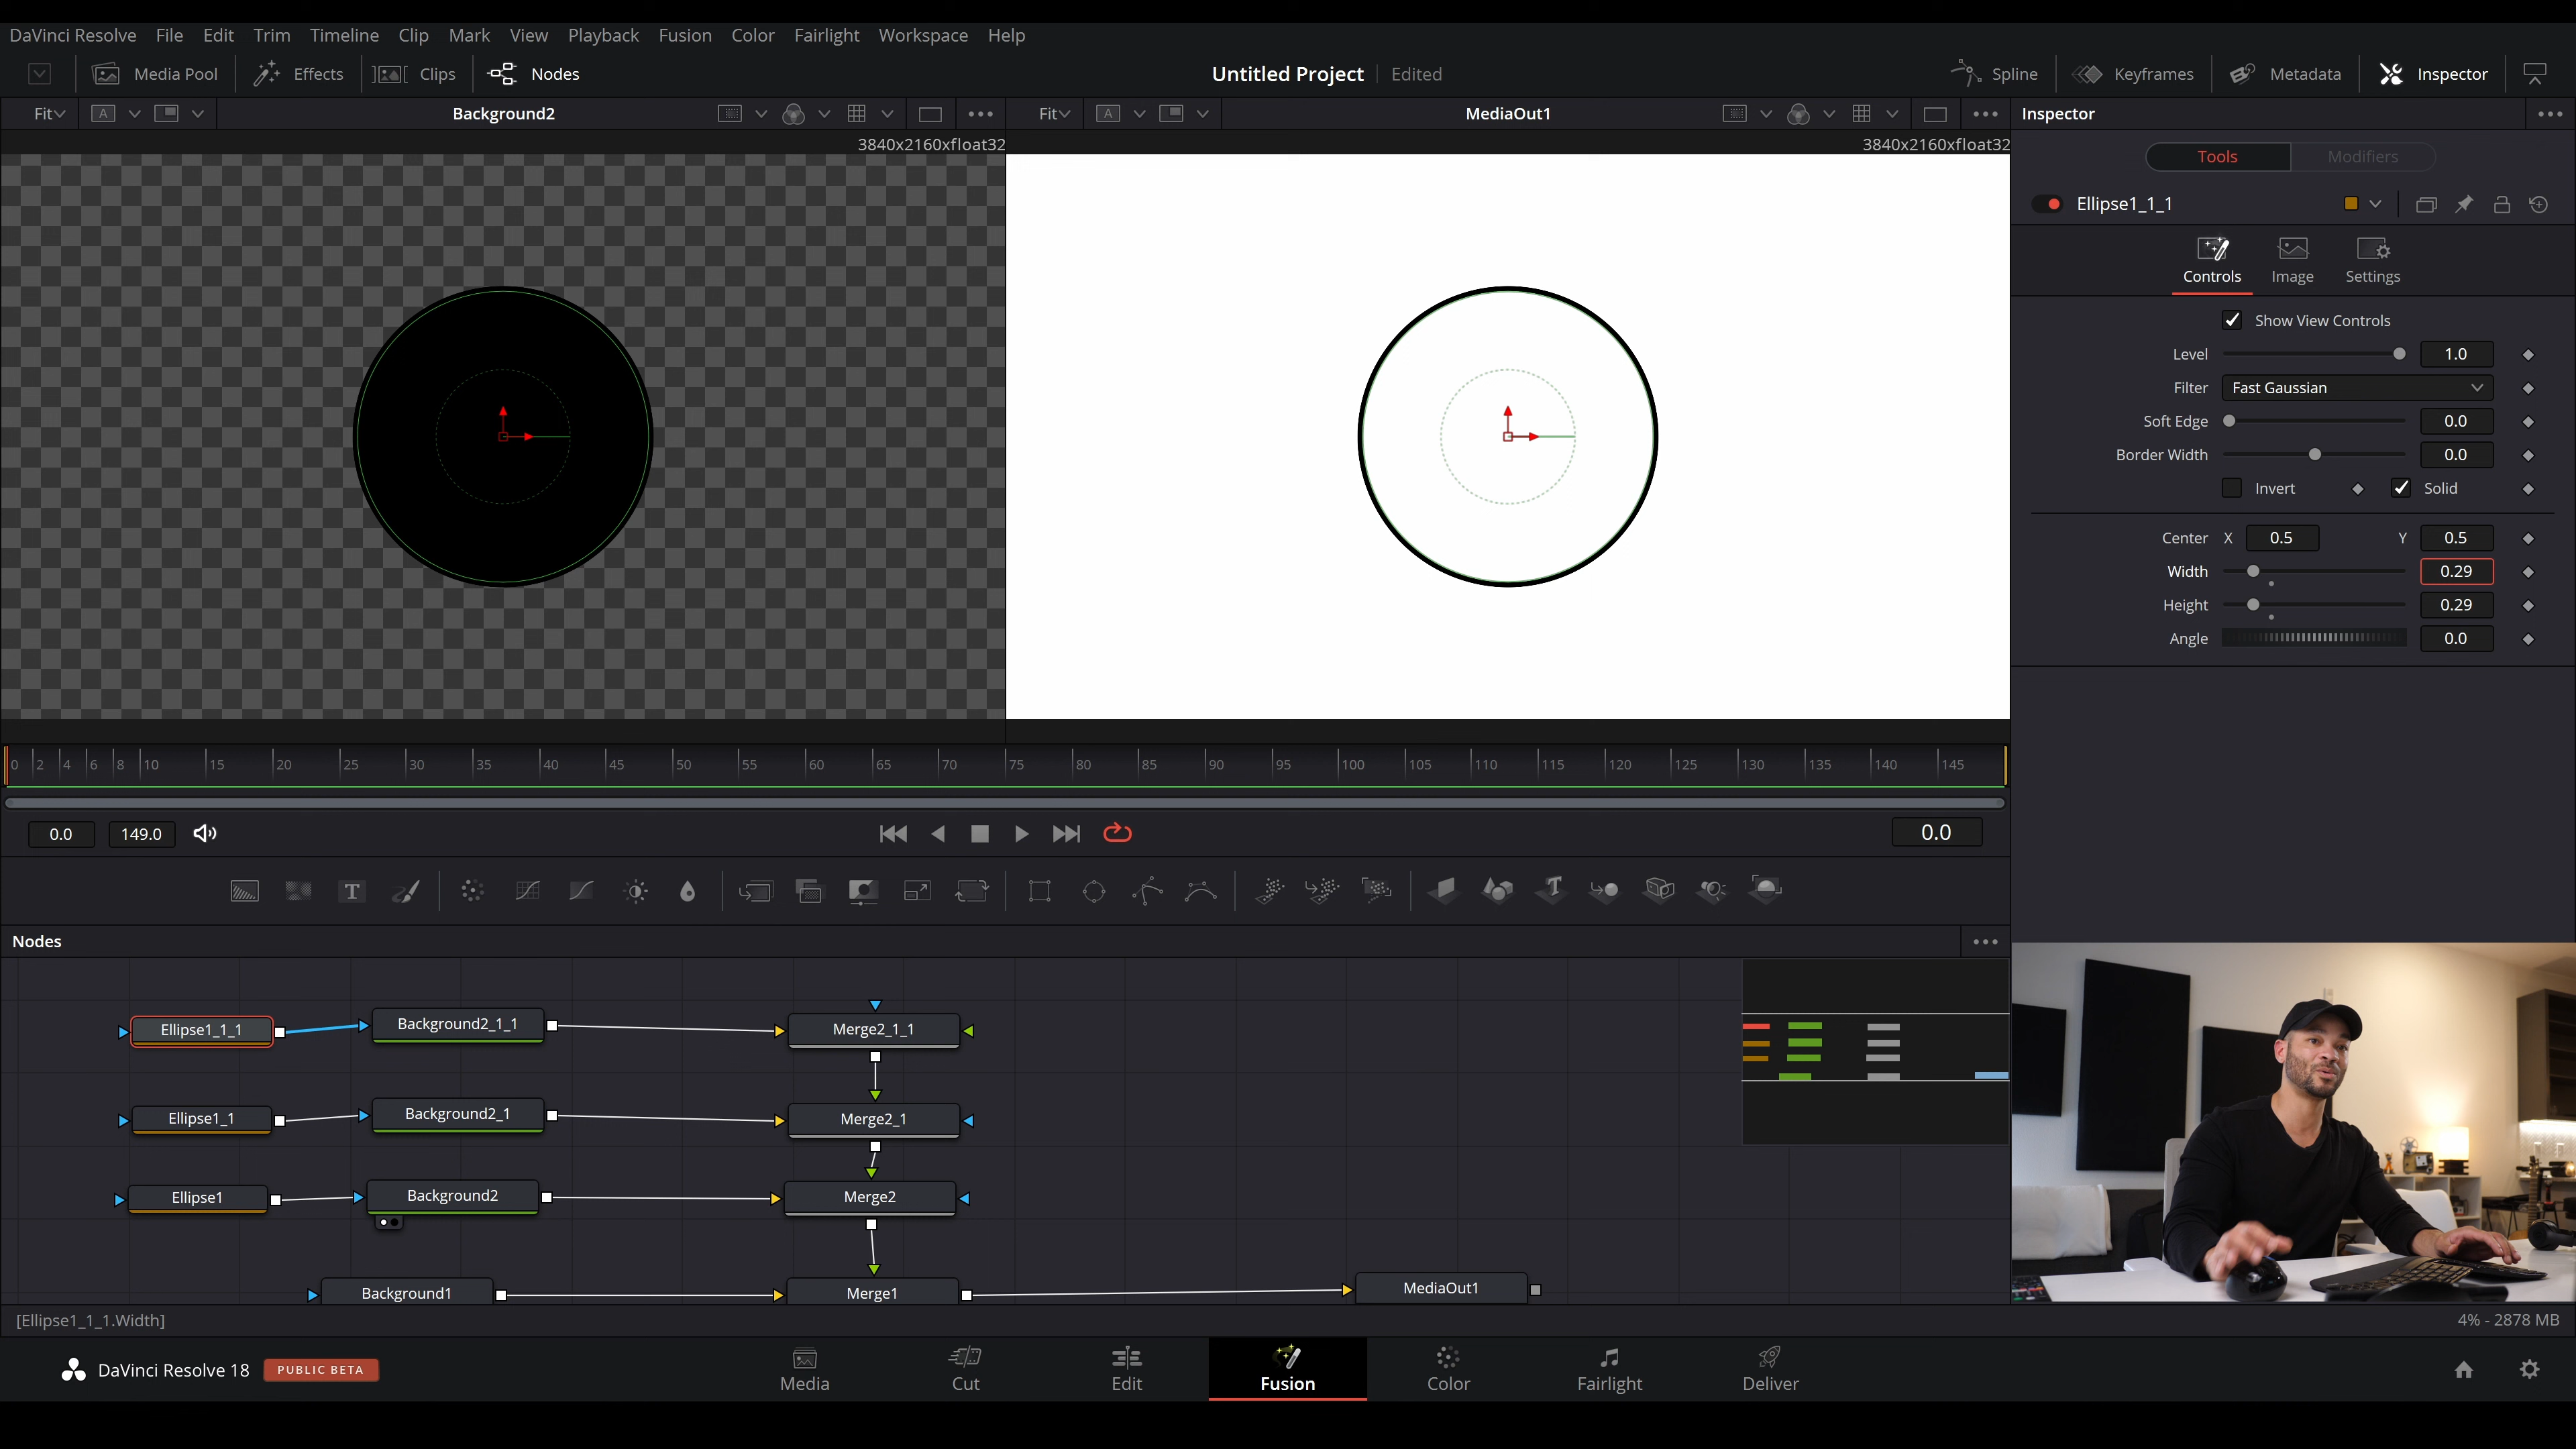 DaVinci Resolve File Edit Trim Timeline Clip Mark View Playback Fusion Color Fairlight Workspace Help
Media Pool Effects Clips Nodes Untitled Project Edited Spline Keyframes Metadata Inspector
Fit A Background2 Fit A MediaOut1 Inspector
3840x2160xfloat32 3840x2160xfloat32
Tools Modifiers
Ellipse1_1_1
Controls Image Settings
Show View Controls
Level 1.0
Filter Fast Gaussian
Soft Edge 0.0
Border Width 0.0
Invert Solid
Center X 0.5 Y 0.5
Width 0.29
Height 0.29
Angle 0.0
0 2 4 6 8 10 15 20 25 30 35 40 45 50 55 60 65 70 75 80 85 90 95 100 105 110 115 120 125 130 135 140 145
0.0 149.0 0.0
T T
Nodes
Ellipse1_1_1 Background2_1_1 Merge2_1_1
Ellipse1_1 Background2_1 Merge2_1
Ellipse1 Background2 Merge2
Background1 Merge1 MediaOut1
[Ellipse1_1_1.Width] 4% - 2878 MB
DaVinci Resolve 18 PUBLIC BETA Media Cut Edit Fusion Color Fairlight Deliver